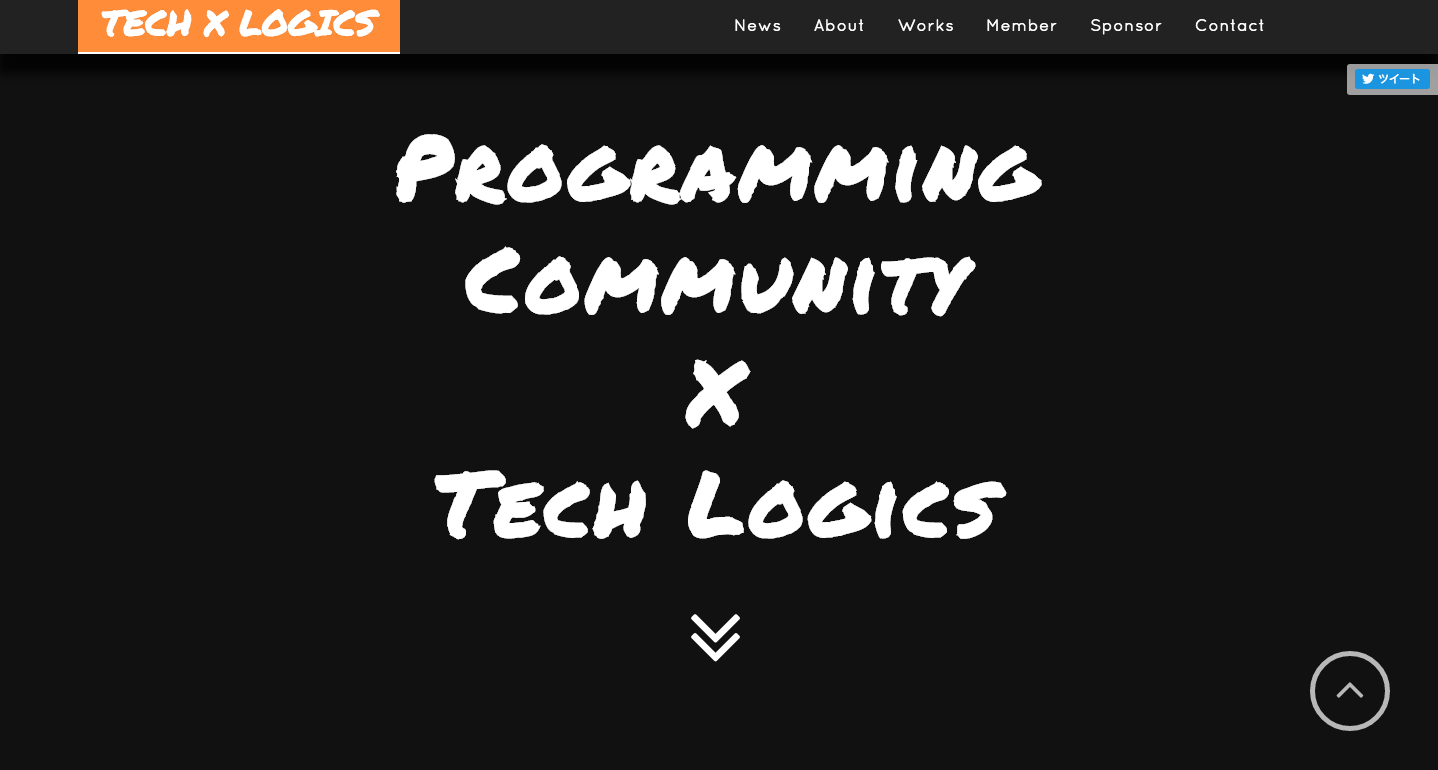 TECH X LOGICS
News About Works Member Sponsor Contact
ツイート
PROGRAMMING
COMMUNITY
X
TECH LOGICS